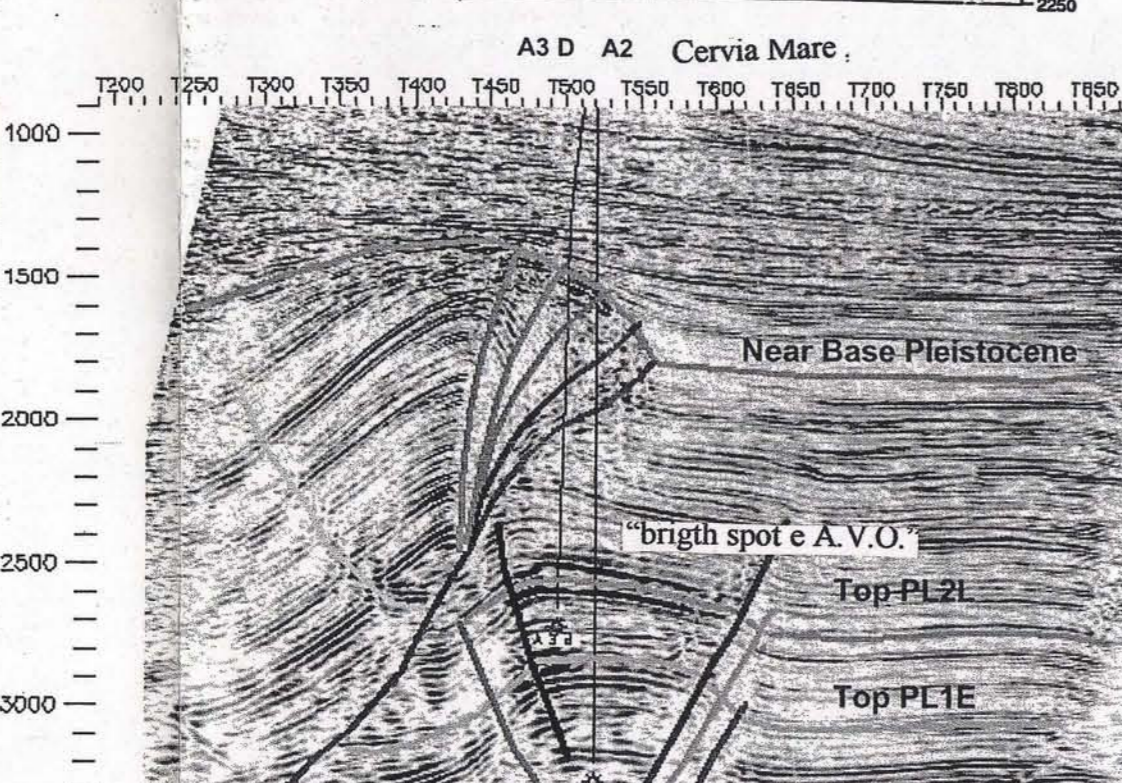 2250
A3 D A2 Cervia Mare
T200 T250 T300 T350 T400 T450 T500 T550 T600 T650 T700 T750 T800 T850
1000
1500
Near Base Pleistocene
2000
“brigth spot e A.V.O.”
2500
Top PL2L
3000
Top PL1E